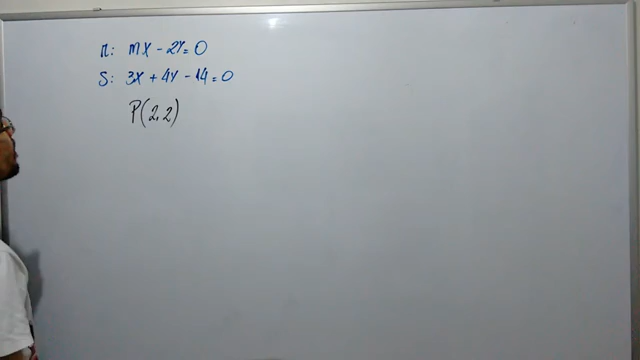 r: mx - 2y = 0
S: 3x + 4y - 14 = 0
P(2,2)